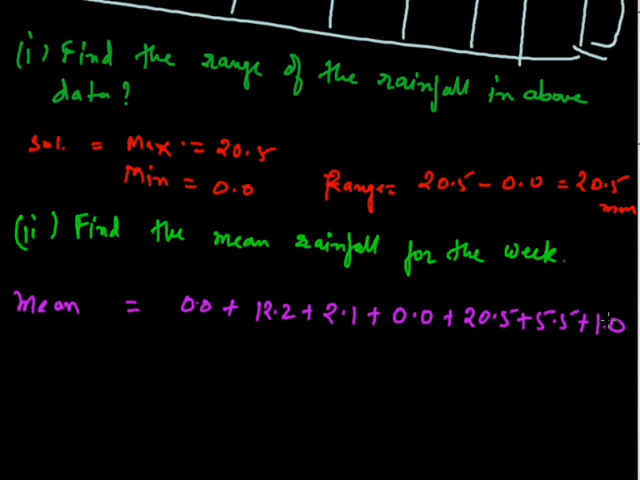 (i) Find the range of the rainfall in above
data?
Sol. = Max. = 20.5
Min = 0.0 Range = 20.5 - 0.0 = 20.5
mm
(ii) Find the mean rainfall for the week.
Mean = 0.0 + 12.2 + 2.1 + 0.0 + 20.5 + 5.5 + 1.0